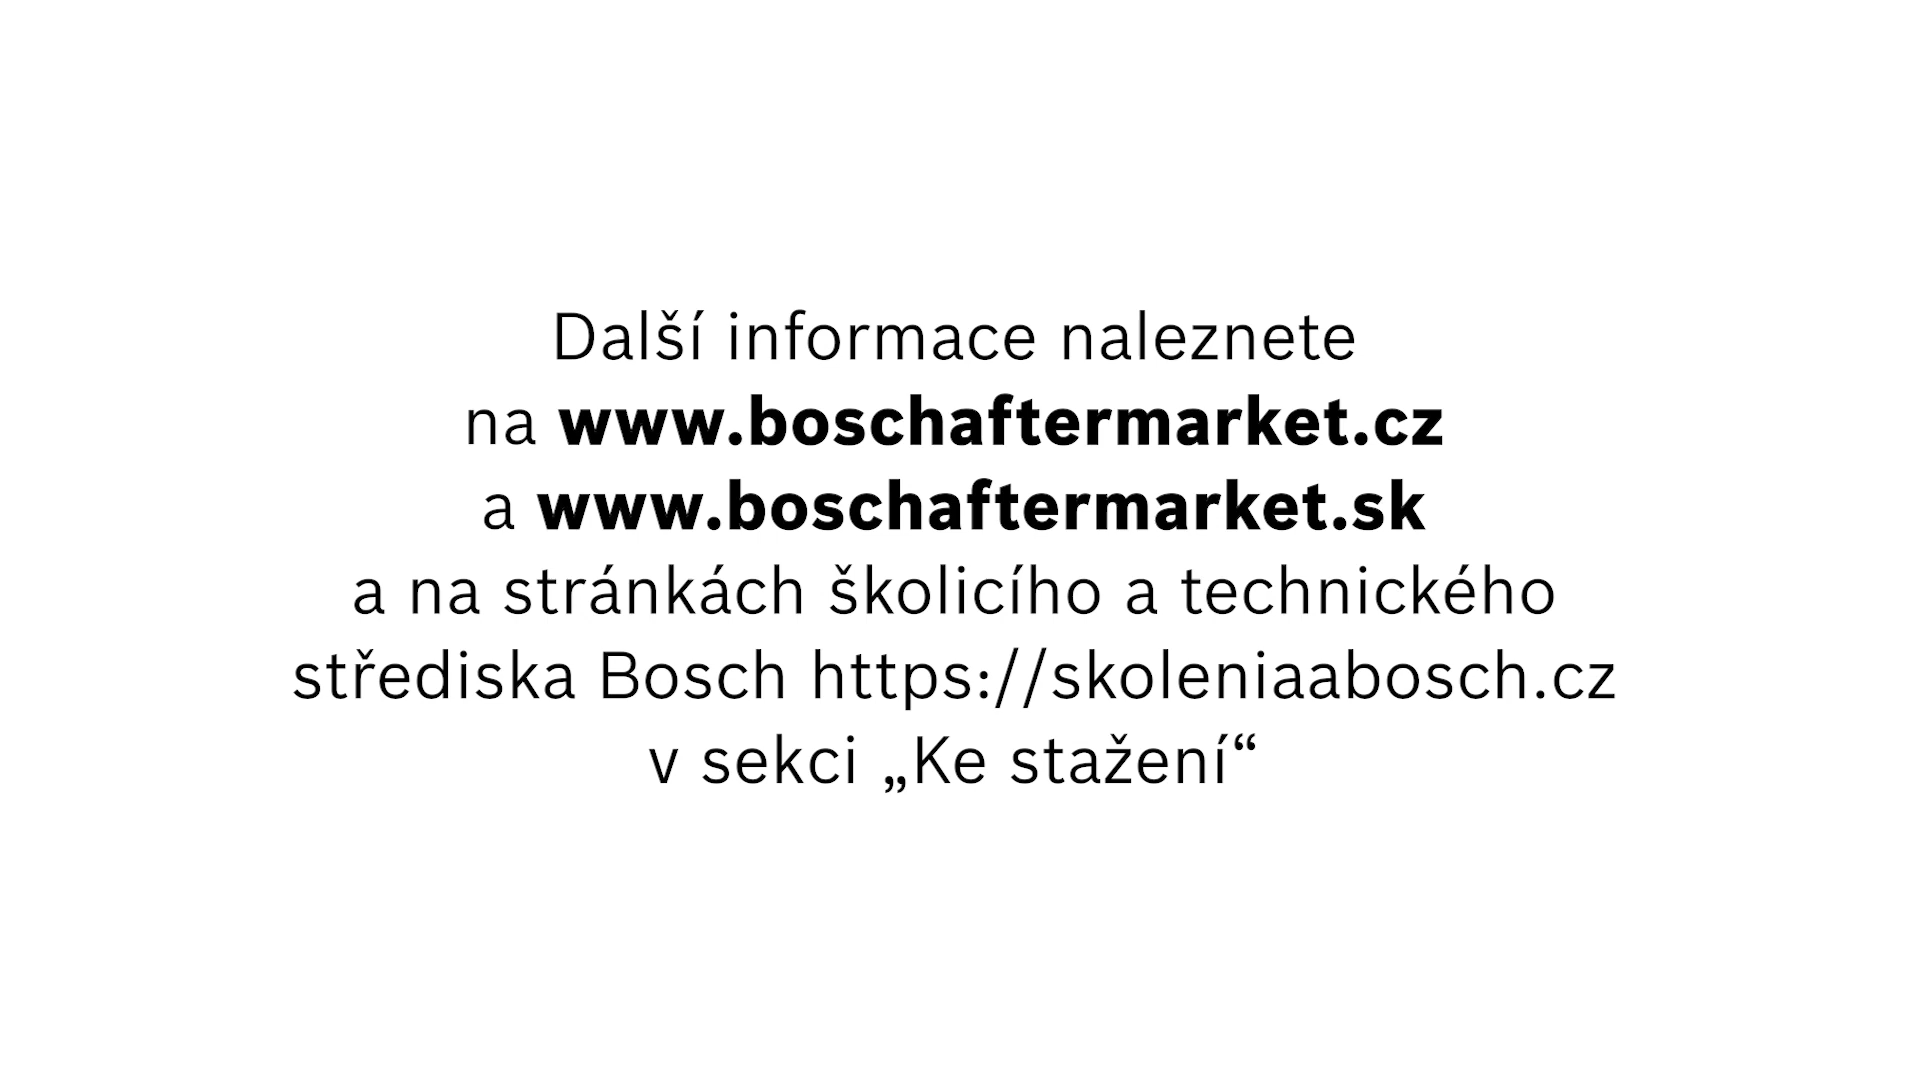 Další informace naleznete
na www.boschaftermarket.cz
a www.boschaftermarket.sk
a na stránkách školicího a technického
střediska Bosch https://skoleniaabosch.cz
v sekci „Ke stažení“